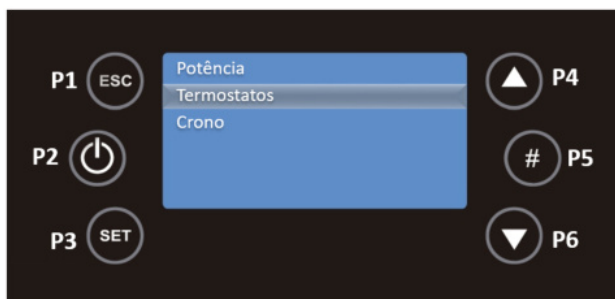 P1 ESC
Potência
P4
Termostatos
Crono
P2
# P5
P3 SET
P6